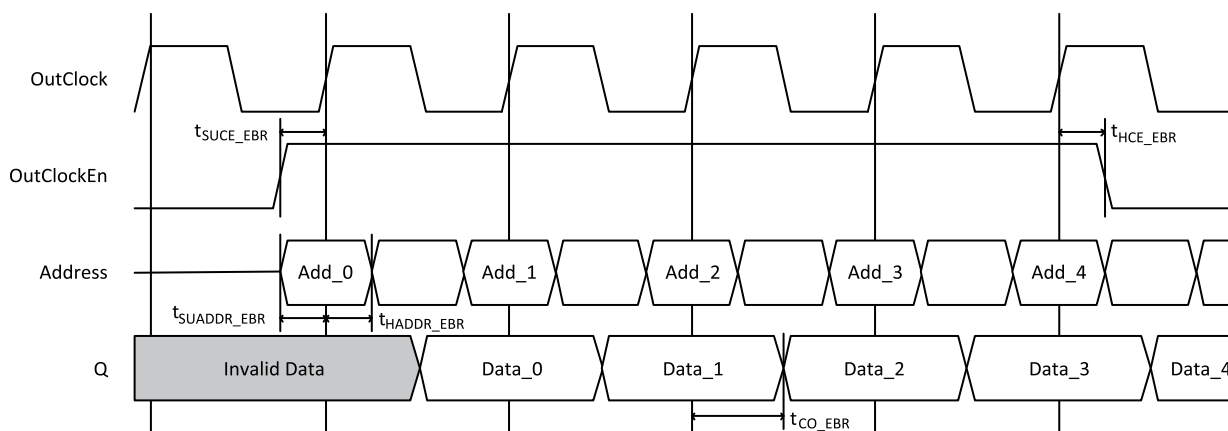 OutClock
tSUCE_EBR
tHCE_EBR
OutClockEn
Address
Add_0
Add_1
Add_2
Add_3
Add_4
tSUADDR_EBR
tHADDR_EBR
Q
Invalid Data
Data_0
Data_1
Data_2
Data_3
Data_4
tCO_EBR